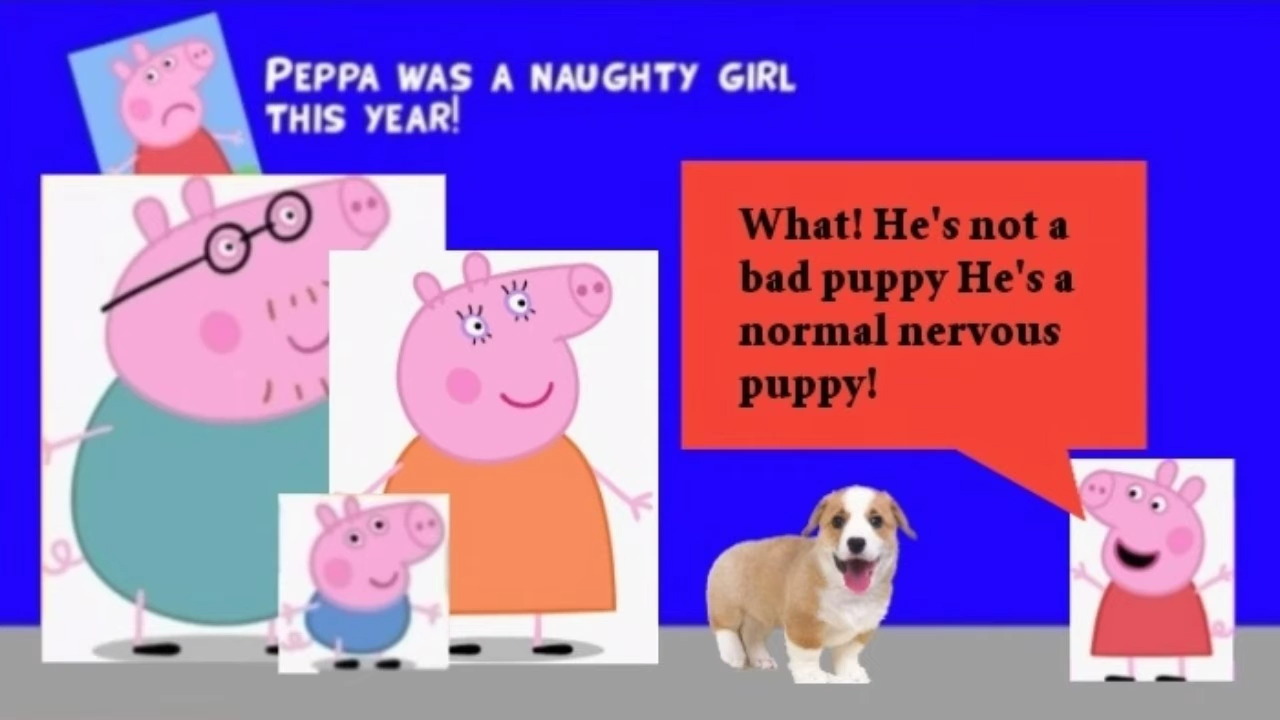 PEPPA WAS A NAUGHTY GIRL
THIS YEAR!
What! He's not a
bad puppy He's a
normal nervous
puppy!